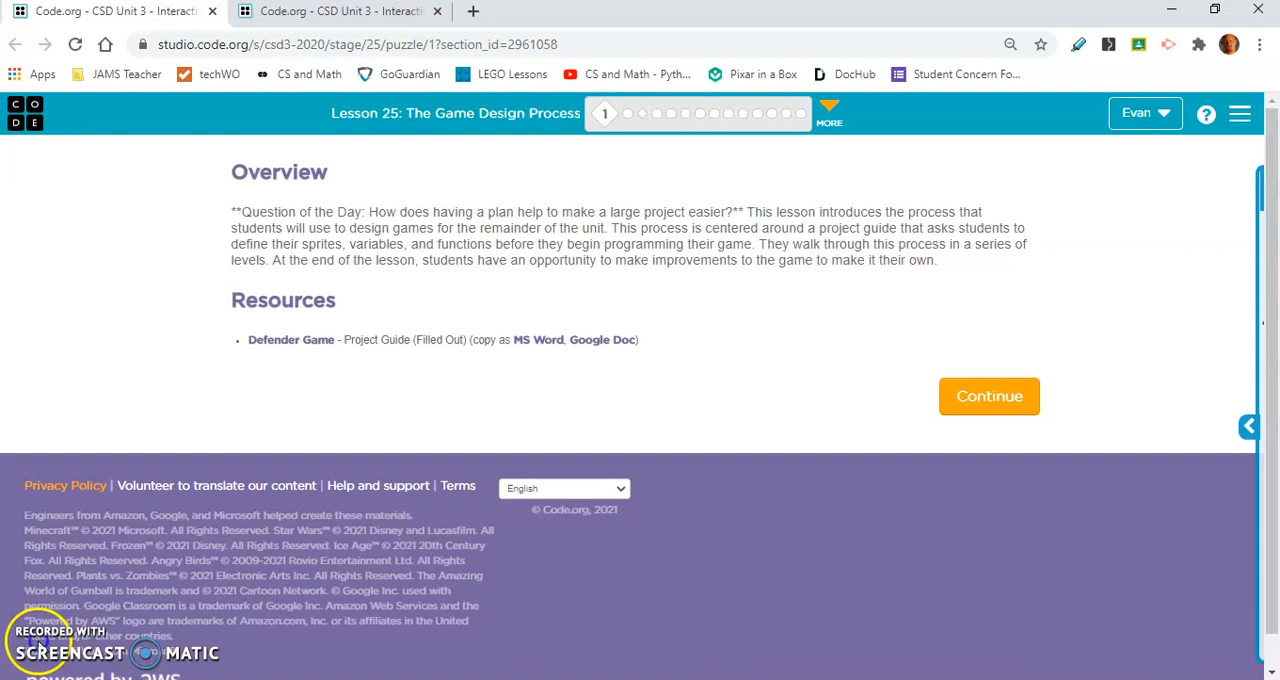 Code.org - CSD Unit 3 - Interacti
Code.org - CSD Unit 3 - Interacti
studio.code.org/s/csd3-2020/stage/25/puzzle/1?section_id=2961058
Apps JAMS Teacher techWO CS and Math GoGuardian LEGO Lessons CS and Math - Pyth... Pixar in a Box DocHub Student Concern Fo...
CODE
Lesson 25: The Game Design Process 1 MORE Evan ?
Overview
**Question of the Day: How does having a plan help to make a large project easier?** This lesson introduces the process that
students will use to design games for the remainder of the unit. This process is centered around a project guide that asks students to
define their sprites, variables, and functions before they begin programming their game. They walk through this process in a series of
levels. At the end of the lesson, students have an opportunity to make improvements to the game to make it their own.
Resources
• Defender Game - Project Guide (Filled Out) (copy as MS Word, Google Doc)
Continue
Privacy Policy | Volunteer to translate our content | Help and support | Terms English
© Code.org, 2021
Engineers from Amazon, Google, and Microsoft helped create these materials.
Minecraft™ © 2021 Microsoft. All Rights Reserved. Star Wars™ © 2021 Disney and Lucasfilm. All
Rights Reserved. Frozen™ © 2021 Disney. All Rights Reserved. Ice Age™ © 2021 20th Century
Fox. All Rights Reserved. Angry Birds™ © 2009-2021 Rovio Entertainment Ltd. All Rights
Reserved. Plants vs. Zombies™ © 2021 Electronic Arts Inc. All Rights Reserved. The Amazing
World of Gumball is trademark and © 2021 Cartoon Network. © Google Inc. used with
permission. Google Classroom is a trademark of Google Inc. Amazon Web Services and the
"Powered by AWS" logo are trademarks of Amazon.com, Inc. or its affiliates in the United
other countries.
RECORDED WITH
SCREENCAST MATIC
powered by AWS